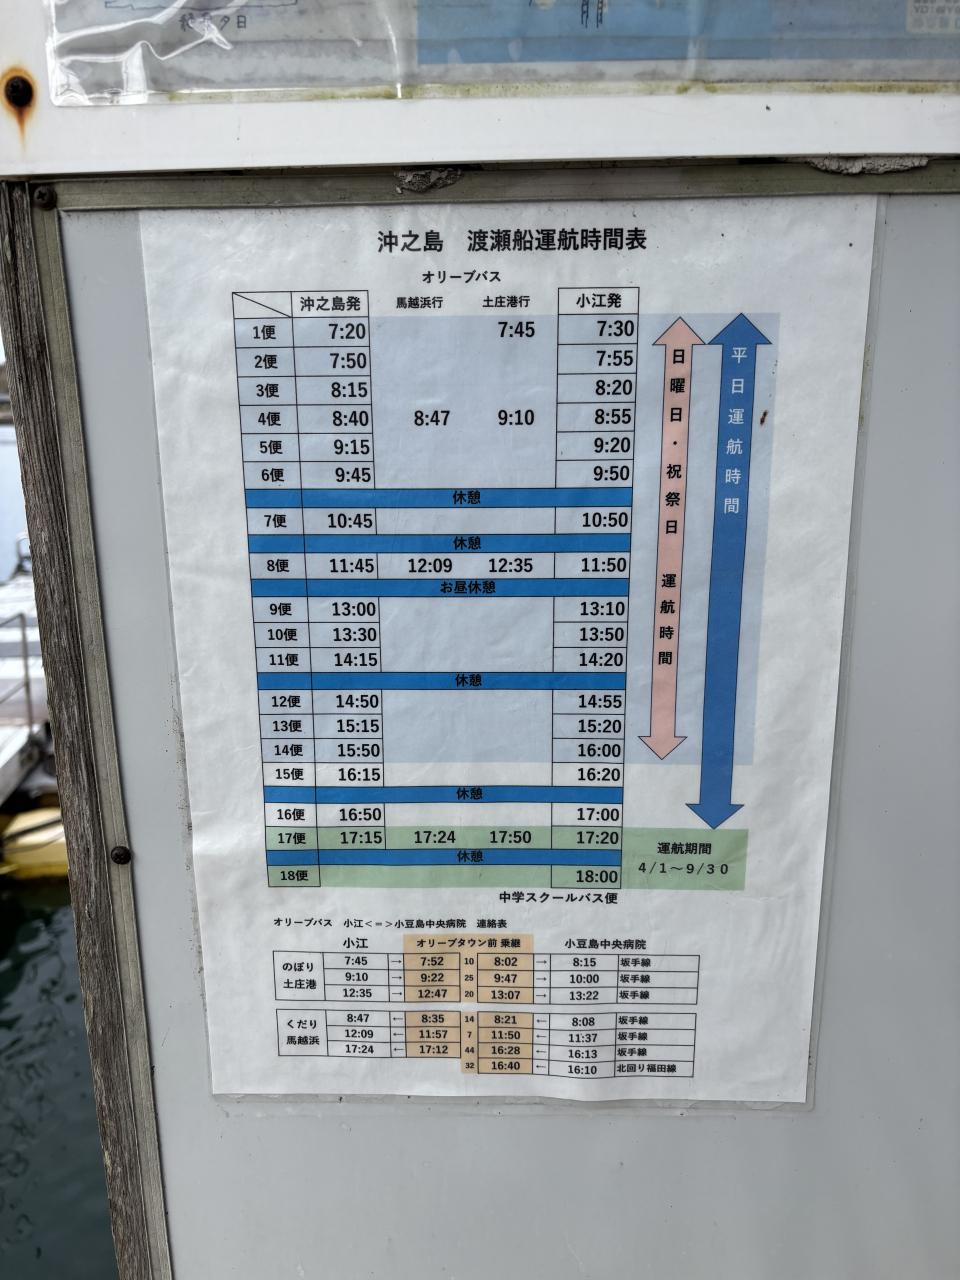 沖之島 渡瀬船運航時間表
オリーブバス
沖之島発 馬越浜行 土庄港行 小江発
1便 7:20 7:45 7:30
2便 7:50 7:55
3便 8:15 8:20
4便 8:40 8:47 9:10 8:55
5便 9:15 9:20
6便 9:45 9:50
休憩
7便 10:45 10:50
休憩
8便 11:45 12:09 12:35 11:50
お昼休憩
9便 13:00 13:10
10便 13:30 13:50
11便 14:15 14:20
休憩
12便 14:50 14:55
13便 15:15 15:20
14便 15:50 16:00
15便 16:15 16:20
休憩
16便 16:50 17:00
17便 17:15 17:24 17:50 17:20
休憩
18便 18:00
日曜日・祝祭日 運航時間
平日運航時間
運航期間
4/1～9/30
中学スクールバス便
オリーブバス 小江<=>小豆島中央病院 連絡表
小江 オリーブタウン前 乗継 小豆島中央病院
のぼり 土庄港
7:45 → 7:52 10 8:02 → 8:15 坂手線
9:10 → 9:22 25 9:47 → 10:00 坂手線
12:35 → 12:47 20 13:07 → 13:22 坂手線
くだり 馬越浜
8:47 ← 8:35 14 8:21 ← 8:08 坂手線
12:09 ← 11:57 7 11:50 ← 11:37 坂手線
17:24 ← 17:12 44 16:28 ← 16:13 坂手線
32 16:40 ← 16:10 北回り福田線